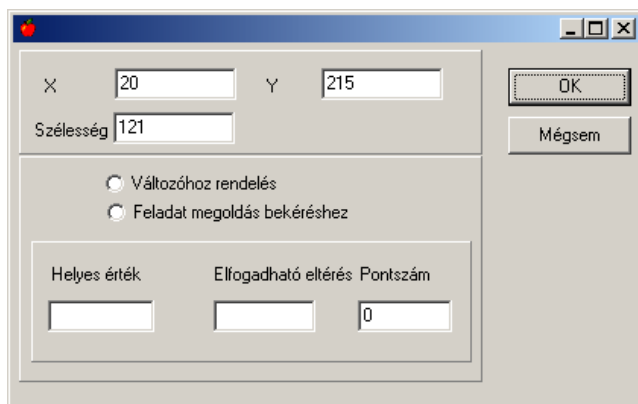 X 20 Y 215 OK
Szélesség 121 Mégsem
Változóhoz rendelés
Feladat megoldás bekéréshez
Helyes érték Elfogadható eltérés Pontszám
0